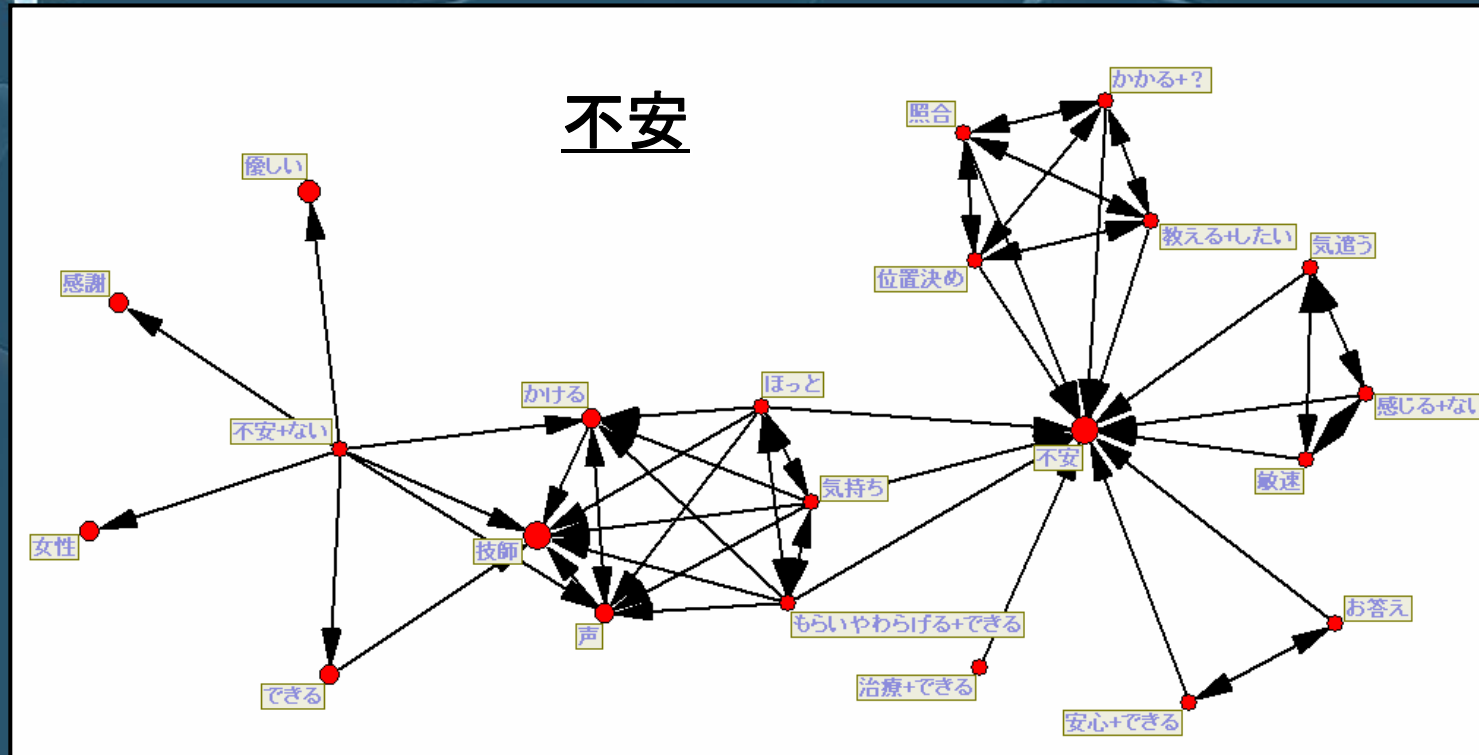 不安
かかる+？
照合
優しい
教える+したい
気遣う
位置決め
感謝
ほっと
かける
感じる+ない
不安+ない
不安
敏速
気持ち
女性
技師
お答え
もらいやわらげる+できる
声
治療+できる
できる
安心+できる